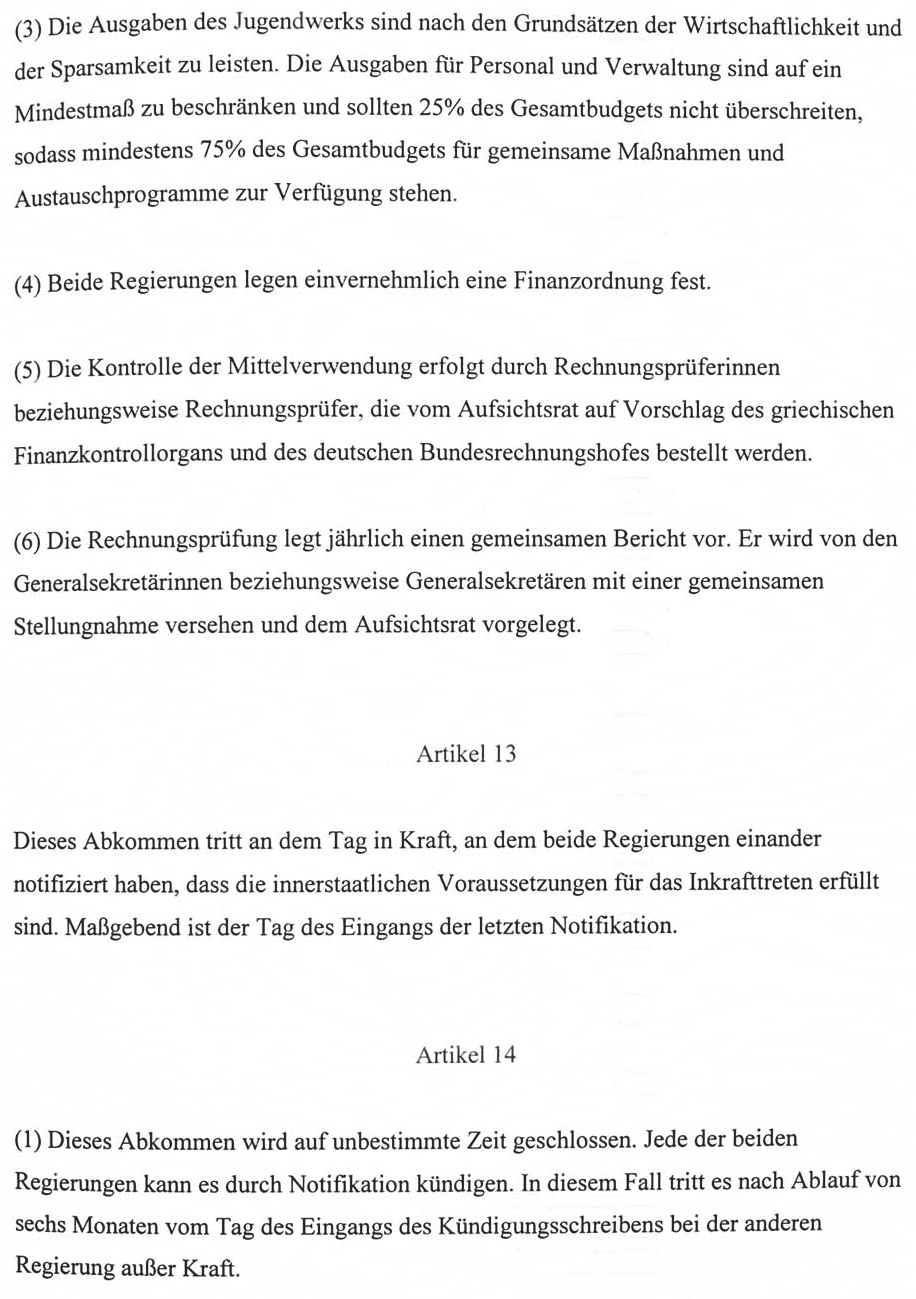 (3) Die Ausgaben des Jugendwerks sind nach den Grundsätzen der Wirtschaftlichkeit und
der Sparsamkeit zu leisten. Die Ausgaben für Personal und Verwaltung sind auf ein
Mindestmaß zu beschränken und sollten 25% des Gesamtbudgets nicht überschreiten,
sodass mindestens 75% des Gesamtbudgets für gemeinsame Maßnahmen und
Austauschprogramme zur Verfügung stehen.
(4) Beide Regierungen legen einvernehmlich eine Finanzordnung fest.
(5) Die Kontrolle der Mittelverwendung erfolgt durch Rechnungsprüferinnen
beziehungsweise Rechnungsprüfer, die vom Aufsichtsrat auf Vorschlag des griechischen
Finanzkontrollorgans und des deutschen Bundesrechnungshofes bestellt werden.
(6) Die Rechnungsprüfung legt jährlich einen gemeinsamen Bericht vor. Er wird von den
Generalsekretärinnen beziehungsweise Generalsekretären mit einer gemeinsamen
Stellungnahme versehen und dem Aufsichtsrat vorgelegt.
Artikel 13
Dieses Abkommen tritt an dem Tag in Kraft, an dem beide Regierungen einander
notifiziert haben, dass die innerstaatlichen Voraussetzungen für das Inkrafttreten erfüllt
sind. Maßgebend ist der Tag des Eingangs der letzten Notifikation.
Artikel 14
(1) Dieses Abkommen wird auf unbestimmte Zeit geschlossen. Jede der beiden
Regierungen kann es durch Notifikation kündigen. In diesem Fall tritt es nach Ablauf von
sechs Monaten vom Tag des Eingangs des Kündigungsschreibens bei der anderen
Regierung außer Kraft.